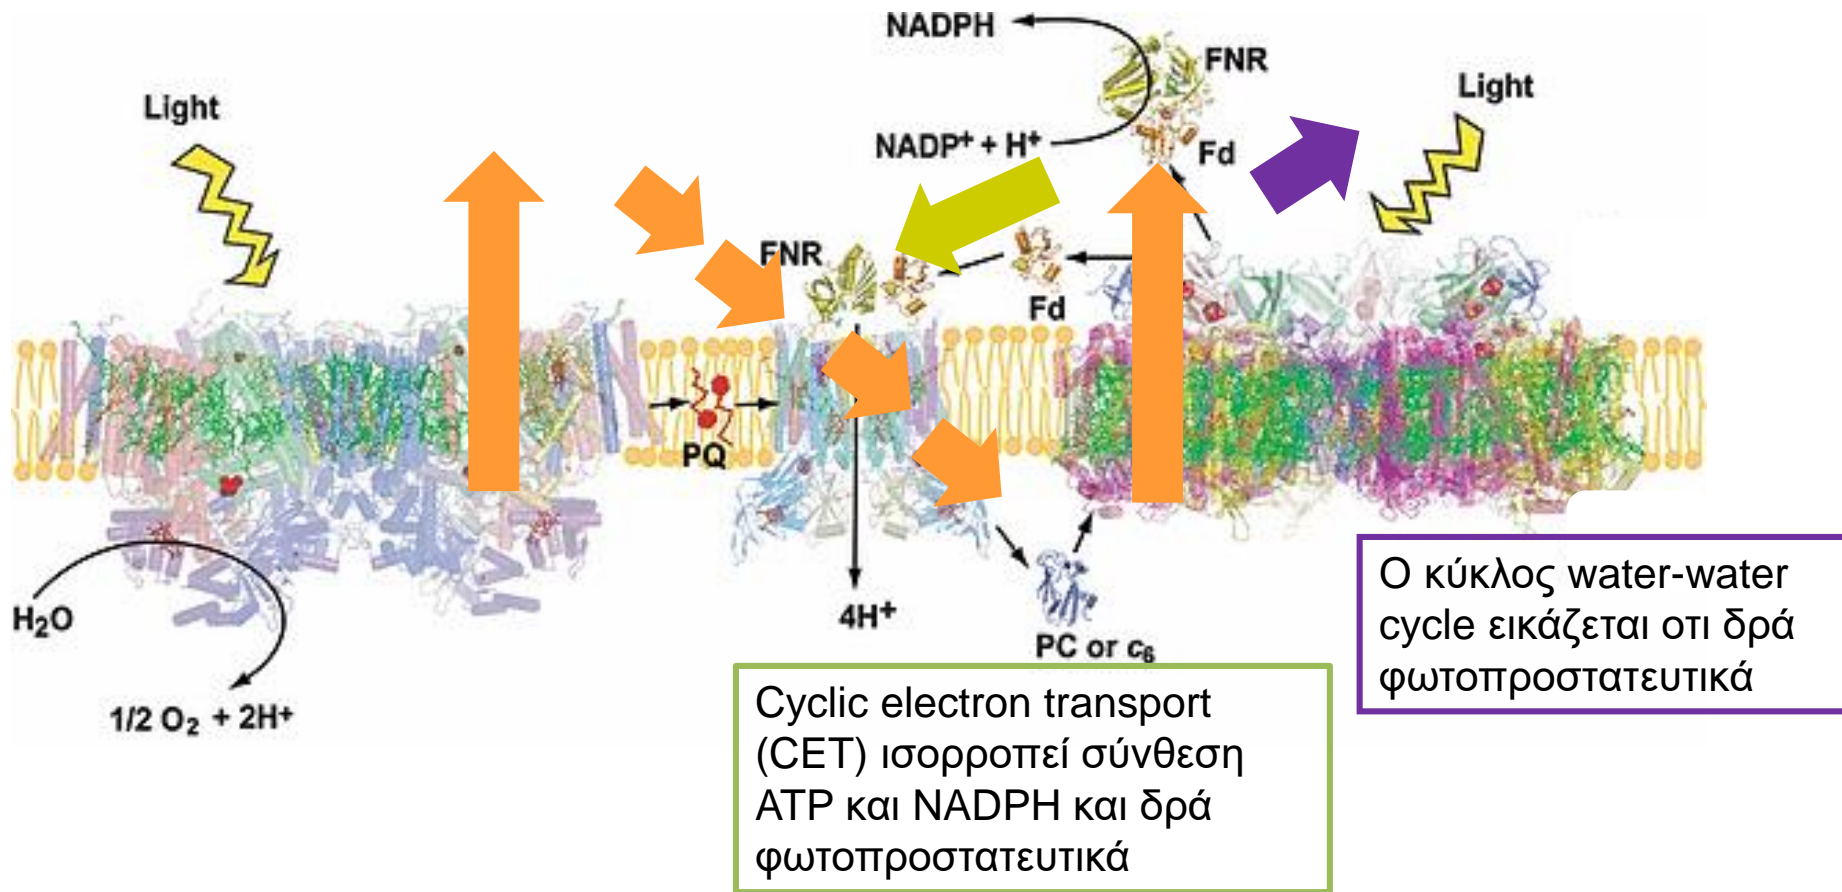 NADPH
FNR
Light
Light
NADP⁺ + H⁺
Fd
FNR
Fd
PQ
H₂O
4H⁺
PC or c₆
1/2 O₂ + 2H+
Ο κύκλος water-water
cycle εικάζεται οτι δρά
φωτοπροστατευτικά
Cyclic electron transport
(CET) ισορροπεί σύνθεση
ATP και NADPH και δρά
φωτοπροστατευτικά